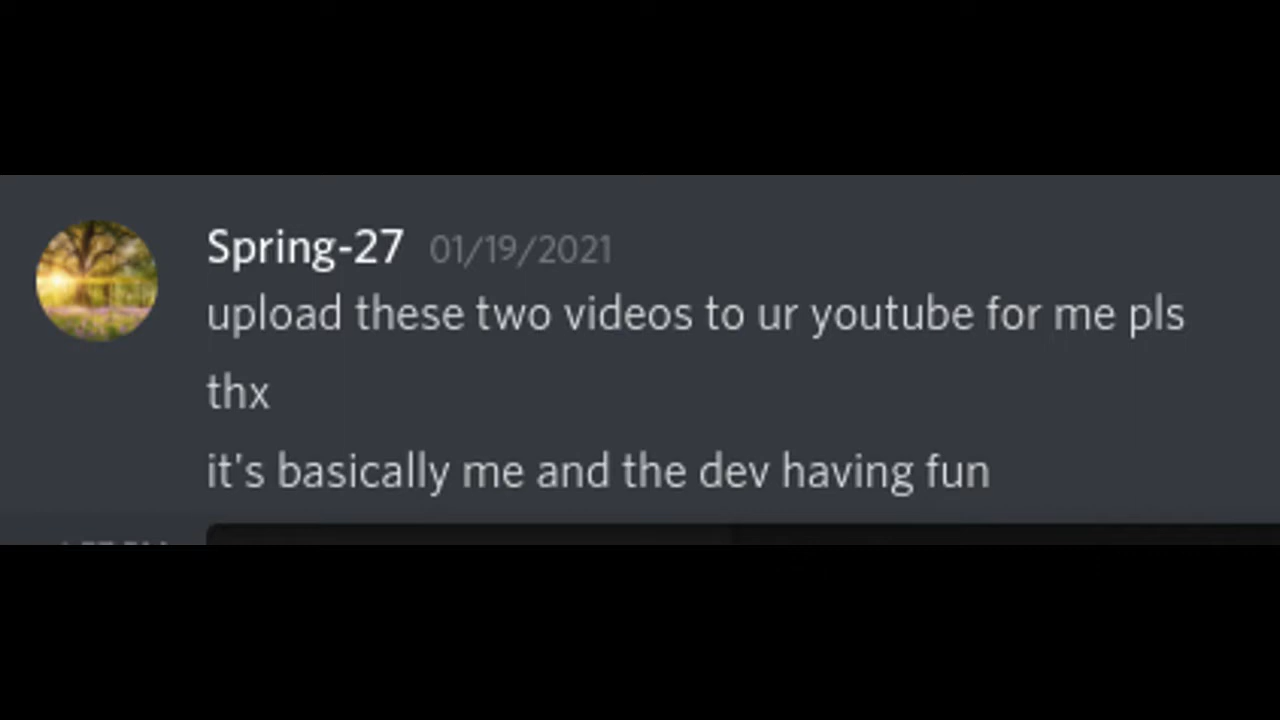 Spring-27 01/19/2021
upload these two videos to ur youtube for me pls
thx
it's basically me and the dev having fun